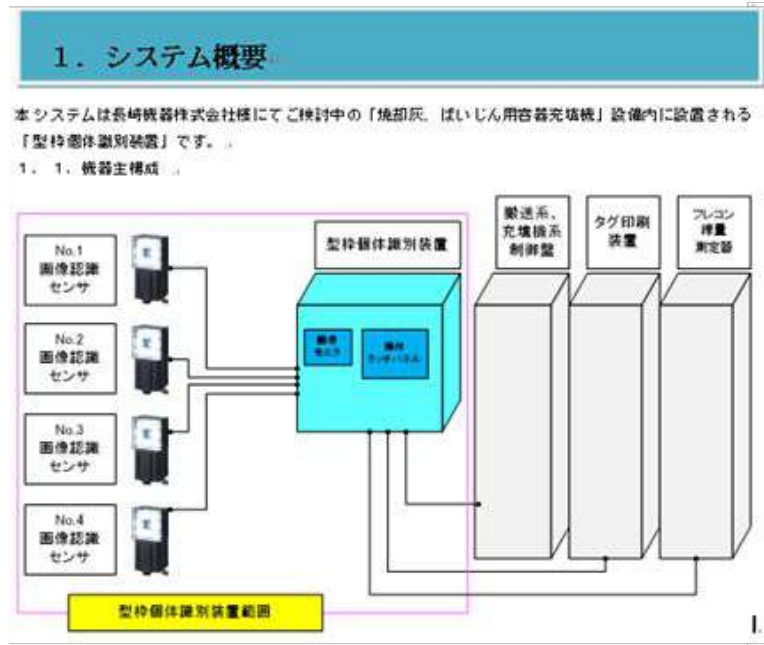 1．システム概要
本システムは長崎機器株式会社様にてご検討中の「焼却灰、ばいじん用容器充填機」設備内に設置される
「型枠個体識別装置」です。
1．1．機器主構成
No.1
画像認識
センサ
No.2
画像認識
センサ
No.3
画像認識
センサ
No.4
画像認識
センサ
型枠個体識別装置
操作
タッチパネル
搬送系、
充填機系
制御盤
タグ印刷
装置
フレコン
測定器
型枠個体識別装置範囲